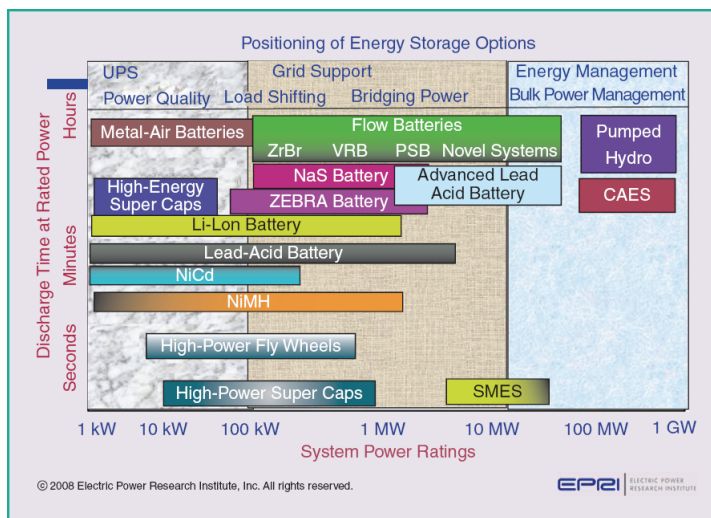 Positioning of Energy Storage Options
UPS
Power Quality
Grid Support
Load Shifting Bridging Power
Energy Management
Bulk Power Management
Discharge Time at Rated Power
Hours
Minutes
Seconds
Metal-Air Batteries
Flow Batteries
ZrBr VRB PSB Novel Systems
Pumped
Hydro
NaS Battery
Advanced Lead
Acid Battery
High-Energy
Super Caps
ZEBRA Battery
CAES
Li-Lon Battery
Lead-Acid Battery
NiCd
NiMH
High-Power Fly Wheels
High-Power Super Caps
SMES
1 kW 10 kW 100 kW 1 MW 10 MW 100 MW 1 GW
System Power Ratings
© 2008 Electric Power Research Institute, Inc. All rights reserved.
EPRI ELECTRIC POWER
RESEARCH INSTITUTE